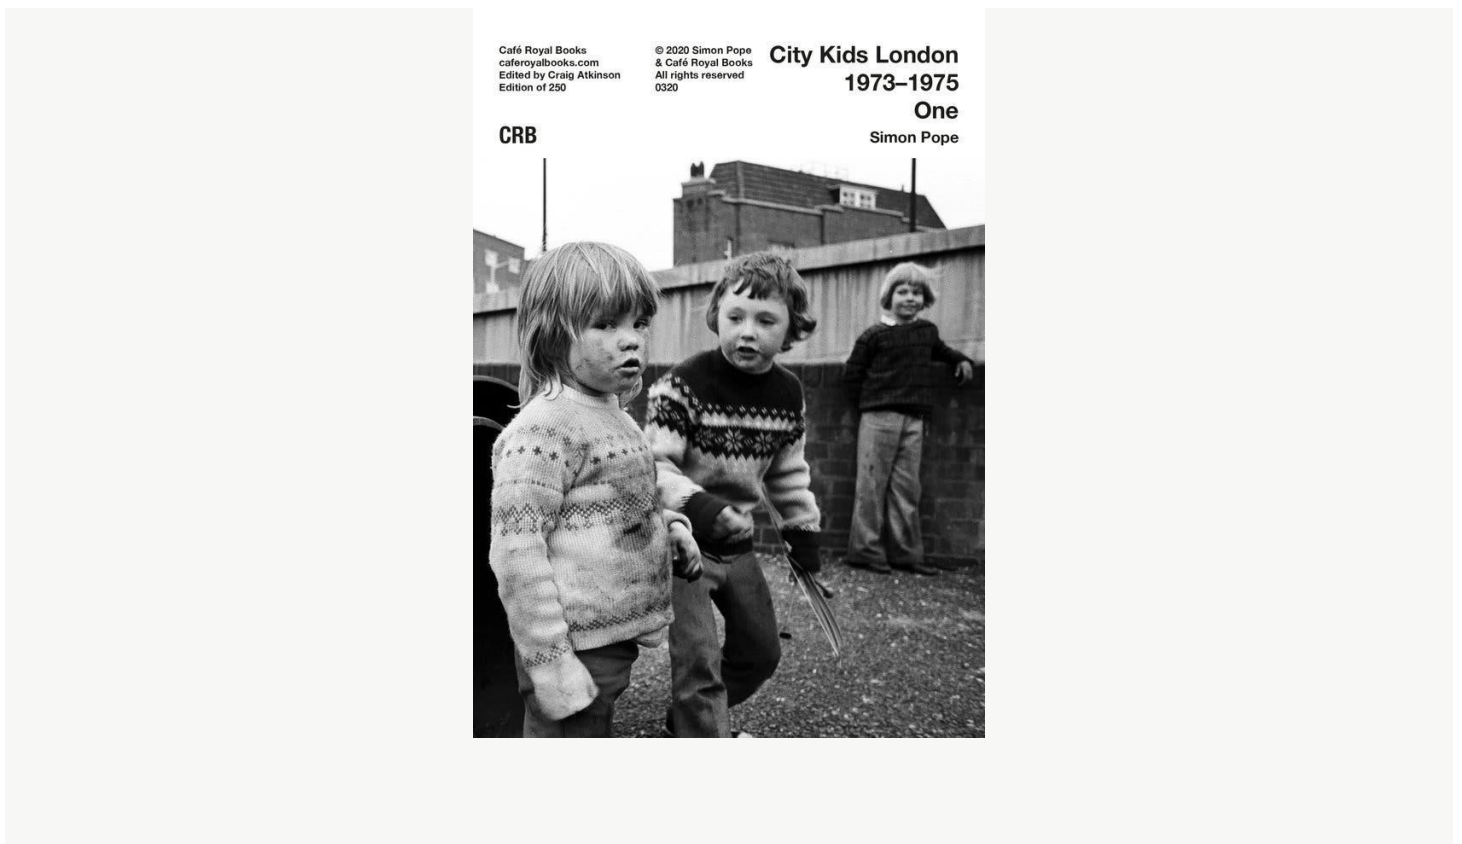 Café Royal Books
caferoyalbooks.com
Edited by Craig Atkinson
Edition of 250
© 2020 Simon Pope
& Café Royal Books
All rights reserved
0320
City Kids London
1973–1975
One
Simon Pope
CRB